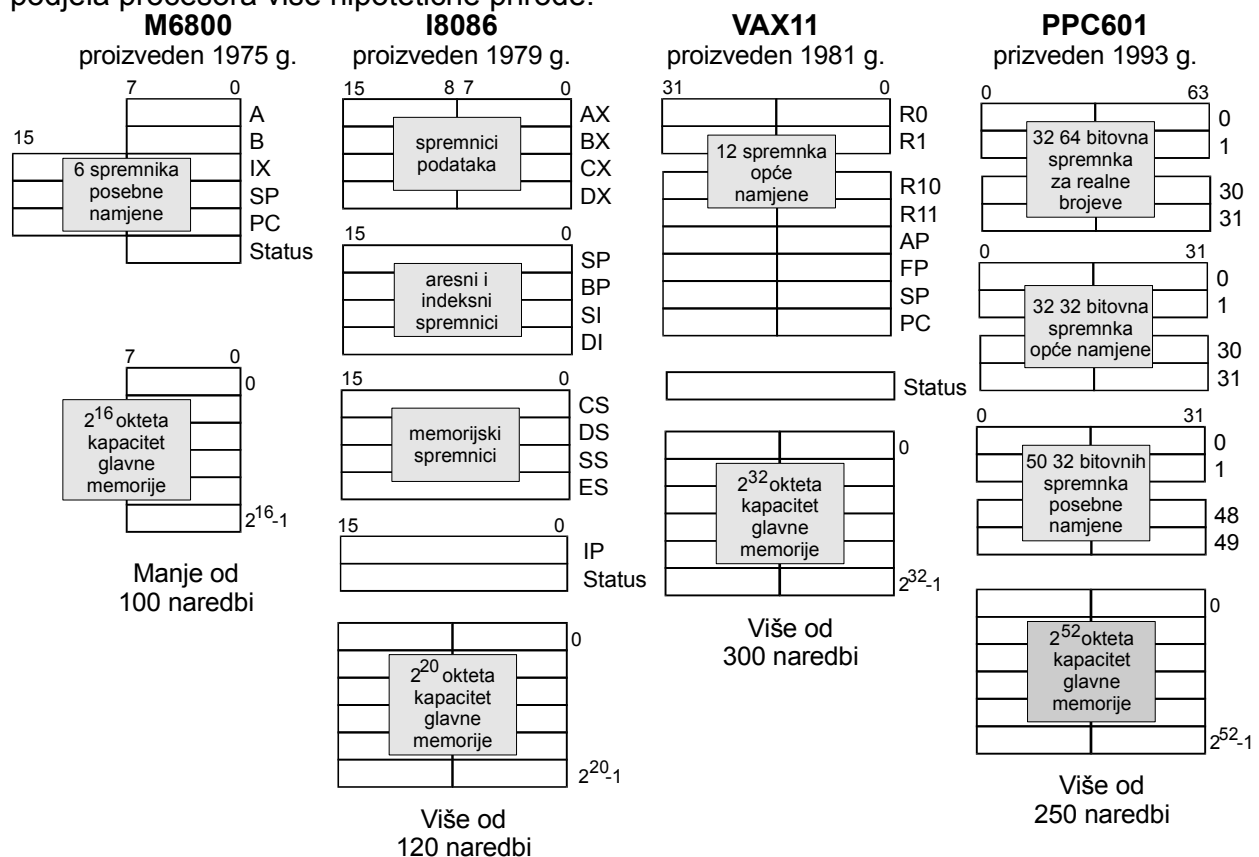 podjela procesora više hipotetične prirode.
M6800
proizveden 1975 g.
7 0
A
B
15
IX
SP
PC
Status
6 spremnika
posebne
namjene
7 0
0
2^16 okteta
kapacitet
glavne
memorije
2^16-1
Manje od
100 naredbi
I8086
proizveden 1979 g.
15 8 7 0
AX
BX
CX
DX
spremnici
podataka
15 0
SP
BP
SI
DI
aresni i
indeksni
spremnici
15 0
CS
DS
SS
ES
memorijski
spremnici
15 0
IP
Status
0
2^20 okteta
kapacitet
glavne
memorije
2^20-1
Više od
120 naredbi
VAX11
proizveden 1981 g.
31 0
R0
R1
12 spremnka
opće
namjene
R10
R11
AP
FP
SP
PC
Status
0
2^32 okteta
kapacitet
glavne
memorije
2^32-1
Više od
300 naredbi
PPC601
prizveden 1993 g.
0 63
0
1
32 64 bitovna
spremnka
za realne
brojeve
30
31
0 31
0
1
32 32 bitovna
spremnka
opće namjene
30
31
0 31
0
1
50 32 bitovnih
spremnka
posebne
namjene
48
49
0
2^52 okteta
kapacitet
glavne
memorije
2^52-1
Više od
250 naredbi